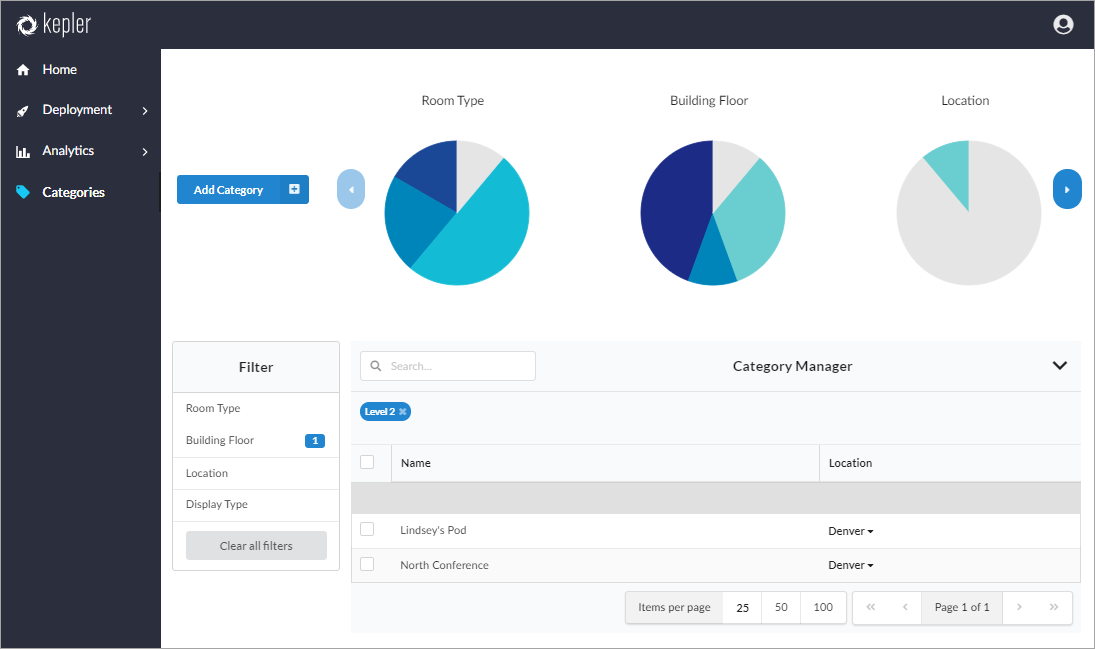 kepler
Home
Deployment
Analytics
Categories
Room Type
Building Floor
Location
Add Category
Filter
Room Type
Building Floor 1
Location
Display Type
Clear all filters
Search...
Category Manager
Level 2
Name Location
Lindsey's Pod Denver
North Conference Denver
Items per page 25 50 100 Page 1 of 1